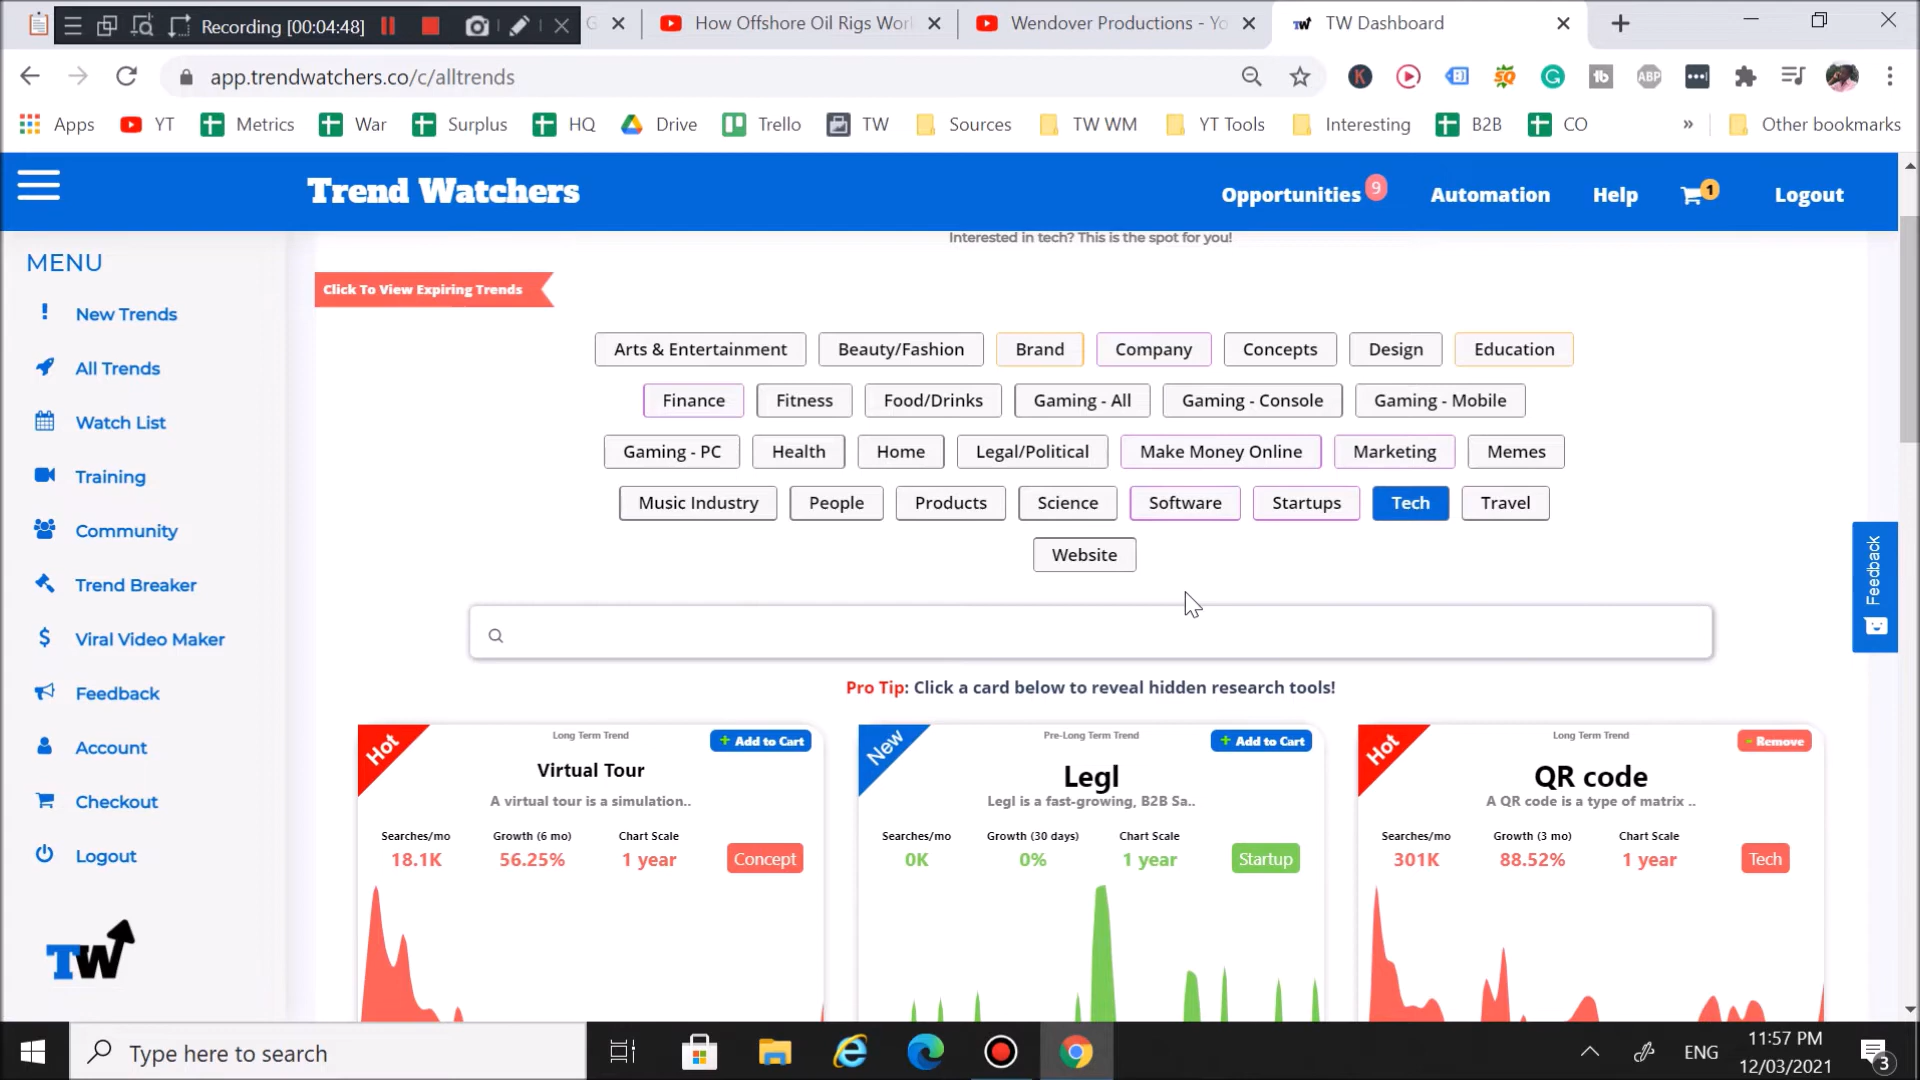 Recording [00:04:48]
How Offshore Oil Rigs Wor
Wendover Productions - Yo
TW Dashboard
app.trendwatchers.co/c/alltrends
Apps YT Metrics War Surplus HQ Drive Trello TW Sources TW WM YT Tools Interesting B2B CO » Other bookmarks
Trend Watchers
Opportunities 9 Automation Help 1 Logout
MENU
New Trends
All Trends
Watch List
Training
Community
Trend Breaker
Viral Video Maker
Feedback
Account
Checkout
Logout
TW
Interested in tech? This is the spot for you!
Click To View Expiring Trends
Arts & Entertainment Beauty/Fashion Brand Company Concepts Design Education
Finance Fitness Food/Drinks Gaming - All Gaming - Console Gaming - Mobile
Gaming - PC Health Home Legal/Political Make Money Online Marketing Memes
Music Industry People Products Science Software Startups Tech Travel
Website
Feedback
Pro Tip: Click a card below to reveal hidden research tools!
Hot
Long Term Trend
+ Add to Cart
Virtual Tour
A virtual tour is a simulation..
Searches/mo Growth (6 mo) Chart Scale
18.1K 56.25% 1 year Concept
New
Pre-Long Term Trend
+ Add to Cart
Legl
Legl is a fast-growing, B2B Sa..
Searches/mo Growth (30 days) Chart Scale
0K 0% 1 year Startup
Hot
Long Term Trend
- Remove
QR code
A QR code is a type of matrix ..
Searches/mo Growth (3 mo) Chart Scale
301K 88.52% 1 year Tech
Type here to search
ENG
11:57 PM
12/03/2021
3